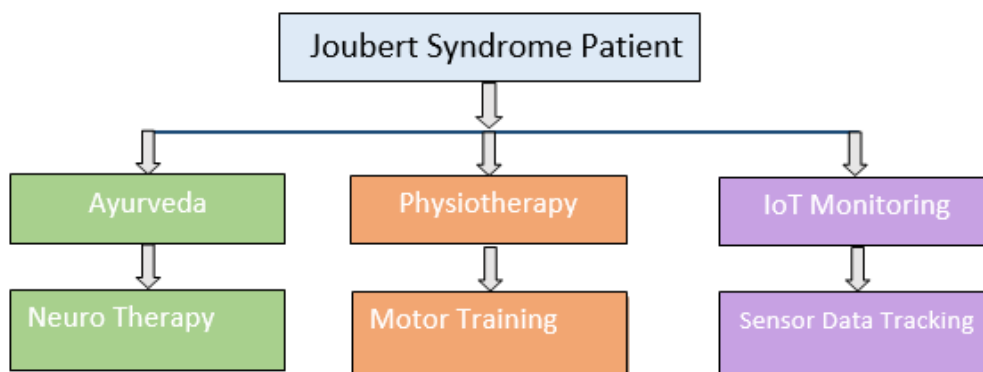 Joubert Syndrome Patient
Ayurveda
Physiotherapy
IoT Monitoring
Neuro Therapy
Motor Training
Sensor Data Tracking